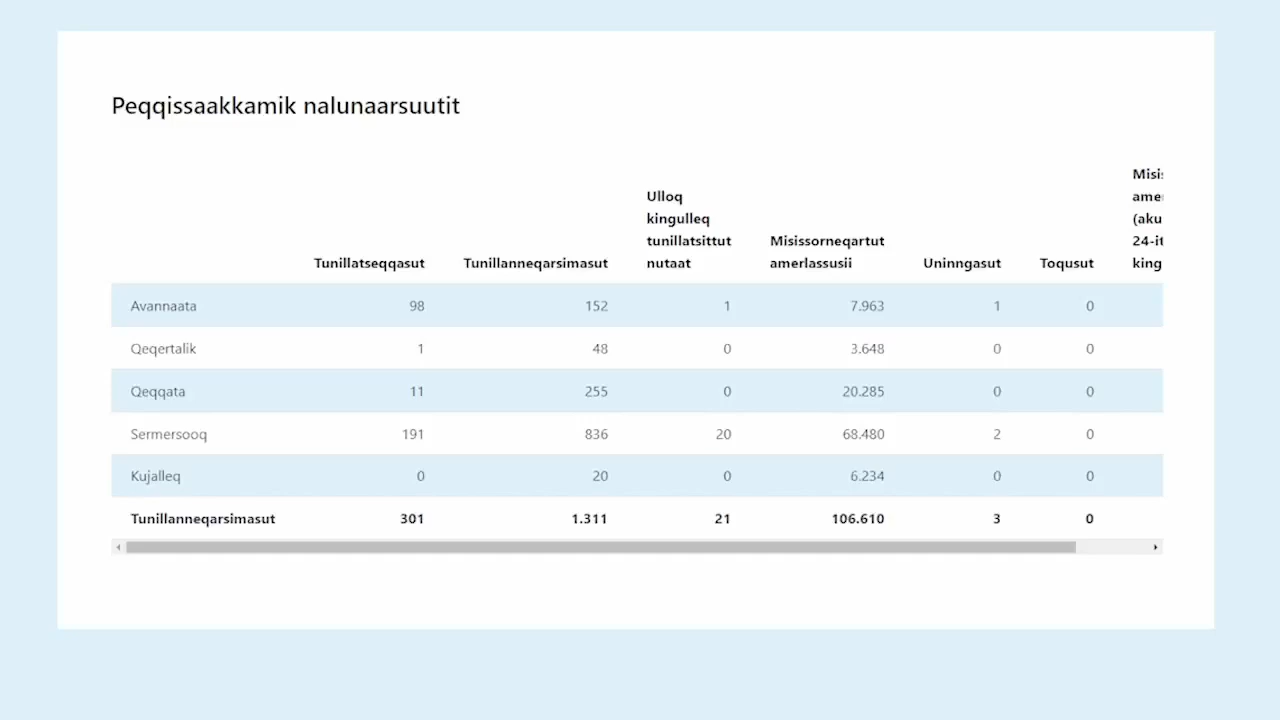 Peqqissaakkamik nalunaarsuutit
Tunillatseqqasut Tunillanneqarsimasut Ulloq kingulleq tunillatsittut nutaat Misissorneqartut amerlassusii Uninngasut Toqusut
Avannaata 98 152 1 7.963 1 0
Qeqertalik 1 48 0 3.648 0 0
Qeqqata 11 255 0 20.285 0 0
Sermersooq 191 836 20 68.480 2 0
Kujalleq 0 20 0 6.234 0 0
Tunillanneqarsimasut 301 1.311 21 106.610 3 0